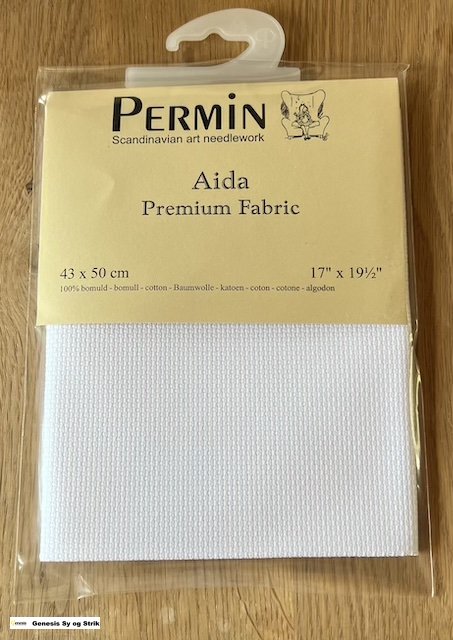 PERMIN
Scandinavian art needlework
Aida
Premium Fabric
43 x 50 cm 17" x 19½"
100% bomuld - bomull - cotton - Baumwolle - katoen - coton - cotone - algodon
Genesis Sy og Strik